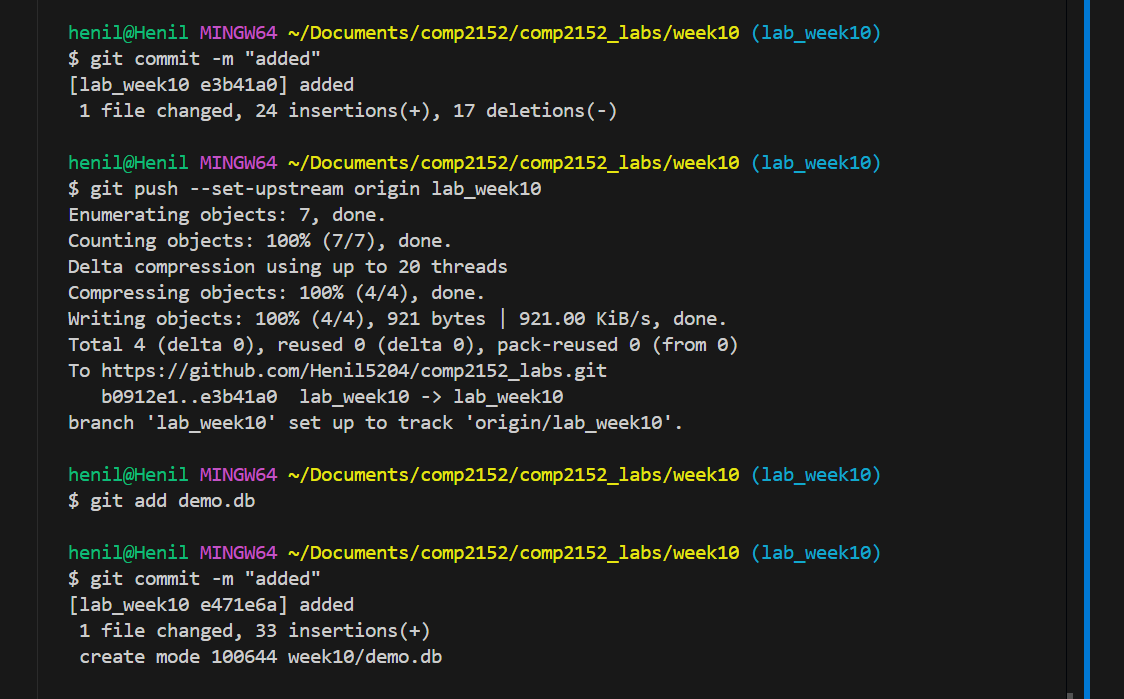 henil@Henil MINGW64 ~/Documents/comp2152/comp2152_labs/week10 (lab_week10)
$ git commit -m "added"
[lab_week10 e3b41a0] added
 1 file changed, 24 insertions(+), 17 deletions(-)

henil@Henil MINGW64 ~/Documents/comp2152/comp2152_labs/week10 (lab_week10)
$ git push --set-upstream origin lab_week10
Enumerating objects: 7, done.
Counting objects: 100% (7/7), done.
Delta compression using up to 20 threads
Compressing objects: 100% (4/4), done.
Writing objects: 100% (4/4), 921 bytes | 921.00 KiB/s, done.
Total 4 (delta 0), reused 0 (delta 0), pack-reused 0 (from 0)
To https://github.com/Henil5204/comp2152_labs.git
   b0912e1..e3b41a0  lab_week10 -> lab_week10
branch 'lab_week10' set up to track 'origin/lab_week10'.

henil@Henil MINGW64 ~/Documents/comp2152/comp2152_labs/week10 (lab_week10)
$ git add demo.db

henil@Henil MINGW64 ~/Documents/comp2152/comp2152_labs/week10 (lab_week10)
$ git commit -m "added"
[lab_week10 e471e6a] added
 1 file changed, 33 insertions(+)
 create mode 100644 week10/demo.db